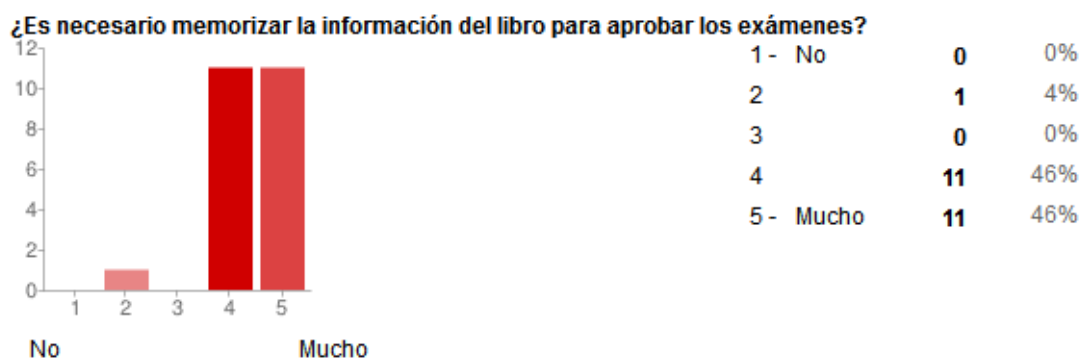 ¿Es necesario memorizar la información del libro para aprobar los exámenes?
12
10
8
6
4
2
0
1 2 3 4 5
No Mucho
1 - No 0 0%
2 1 4%
3 0 0%
4 11 46%
5 - Mucho 11 46%